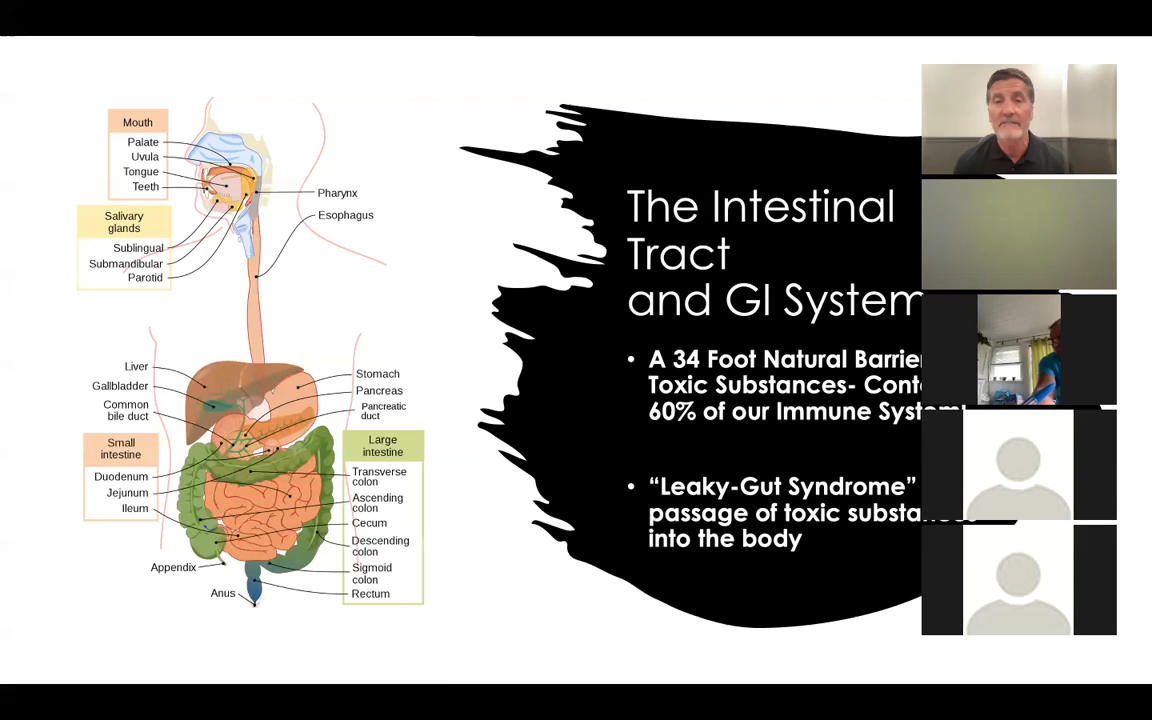 Mouth
Palate
Uvula
Tongue
Teeth
Salivary
glands
Sublingual
Submandibular
Parotid
Pharynx
Esophagus
Liver
Gallbladder
Common
bile duct
Small
intestine
Duodenum
Jejunum
Ileum
Appendix
Anus
Stomach
Pancreas
Pancreatic
duct
Large
intestine
Transverse
colon
Ascending
colon
Cecum
Descending
colon
Sigmoid
colon
Rectum
The Intestinal
Tract
and GI System
• A 34 Foot Natural Barrier
Toxic Substances-
60% of our Immune System
• “Leaky-Gut Syndrome”
passage of toxic
into the body